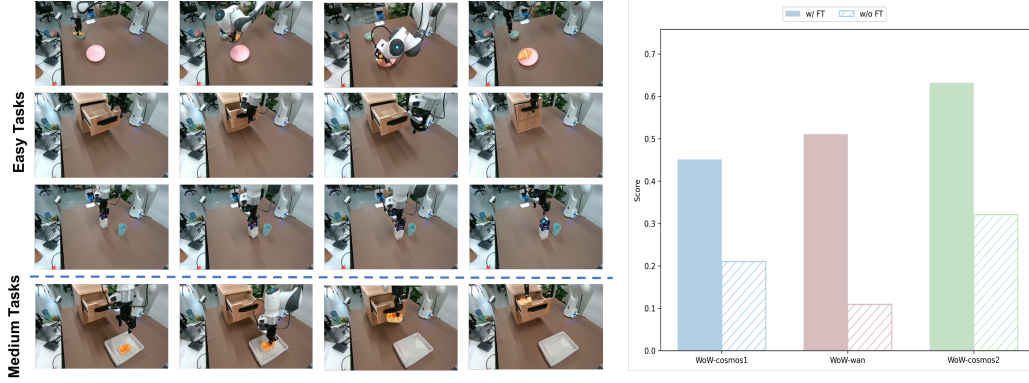 Easy Tasks
Medium Tasks
w/ FT
w/o FT
Score
0.7
0.6
0.5
0.4
0.3
0.2
0.1
0.0
WoW-cosmos1
WoW-wan
WoW-cosmos2